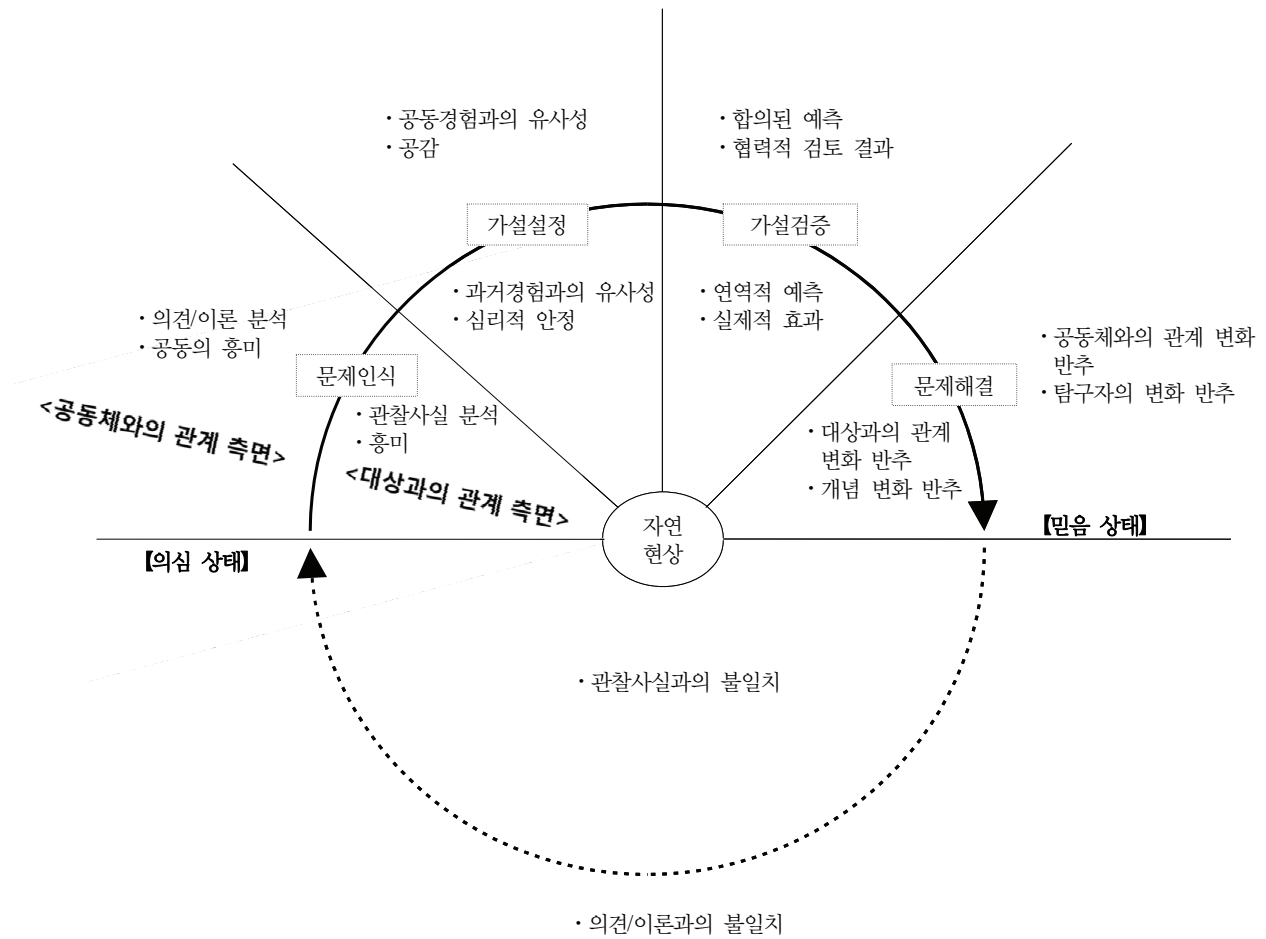 ・공동경험과의 유사성
・공감
・합의된 예측
・협력적 검토 결과
가설설정
가설검증
・과거경험과의 유사성
・심리적 안정
・연역적 예측
・실제적 효과
・의견/이론 분석
・공동의 흥미
문제인식
・관찰사실 분석
・흥미
<공동체와의 관계 측면>
<대상과의 관계 측면>
・공동체와의 관계 변화
반추
・탐구자의 변화 반추
문제해결
・대상과의 관계
변화 반추
・개념 변화 반추
자연
현상
【의심 상태】
【믿음 상태】
・관찰사실과의 불일치
・의견/이론과의 불일치